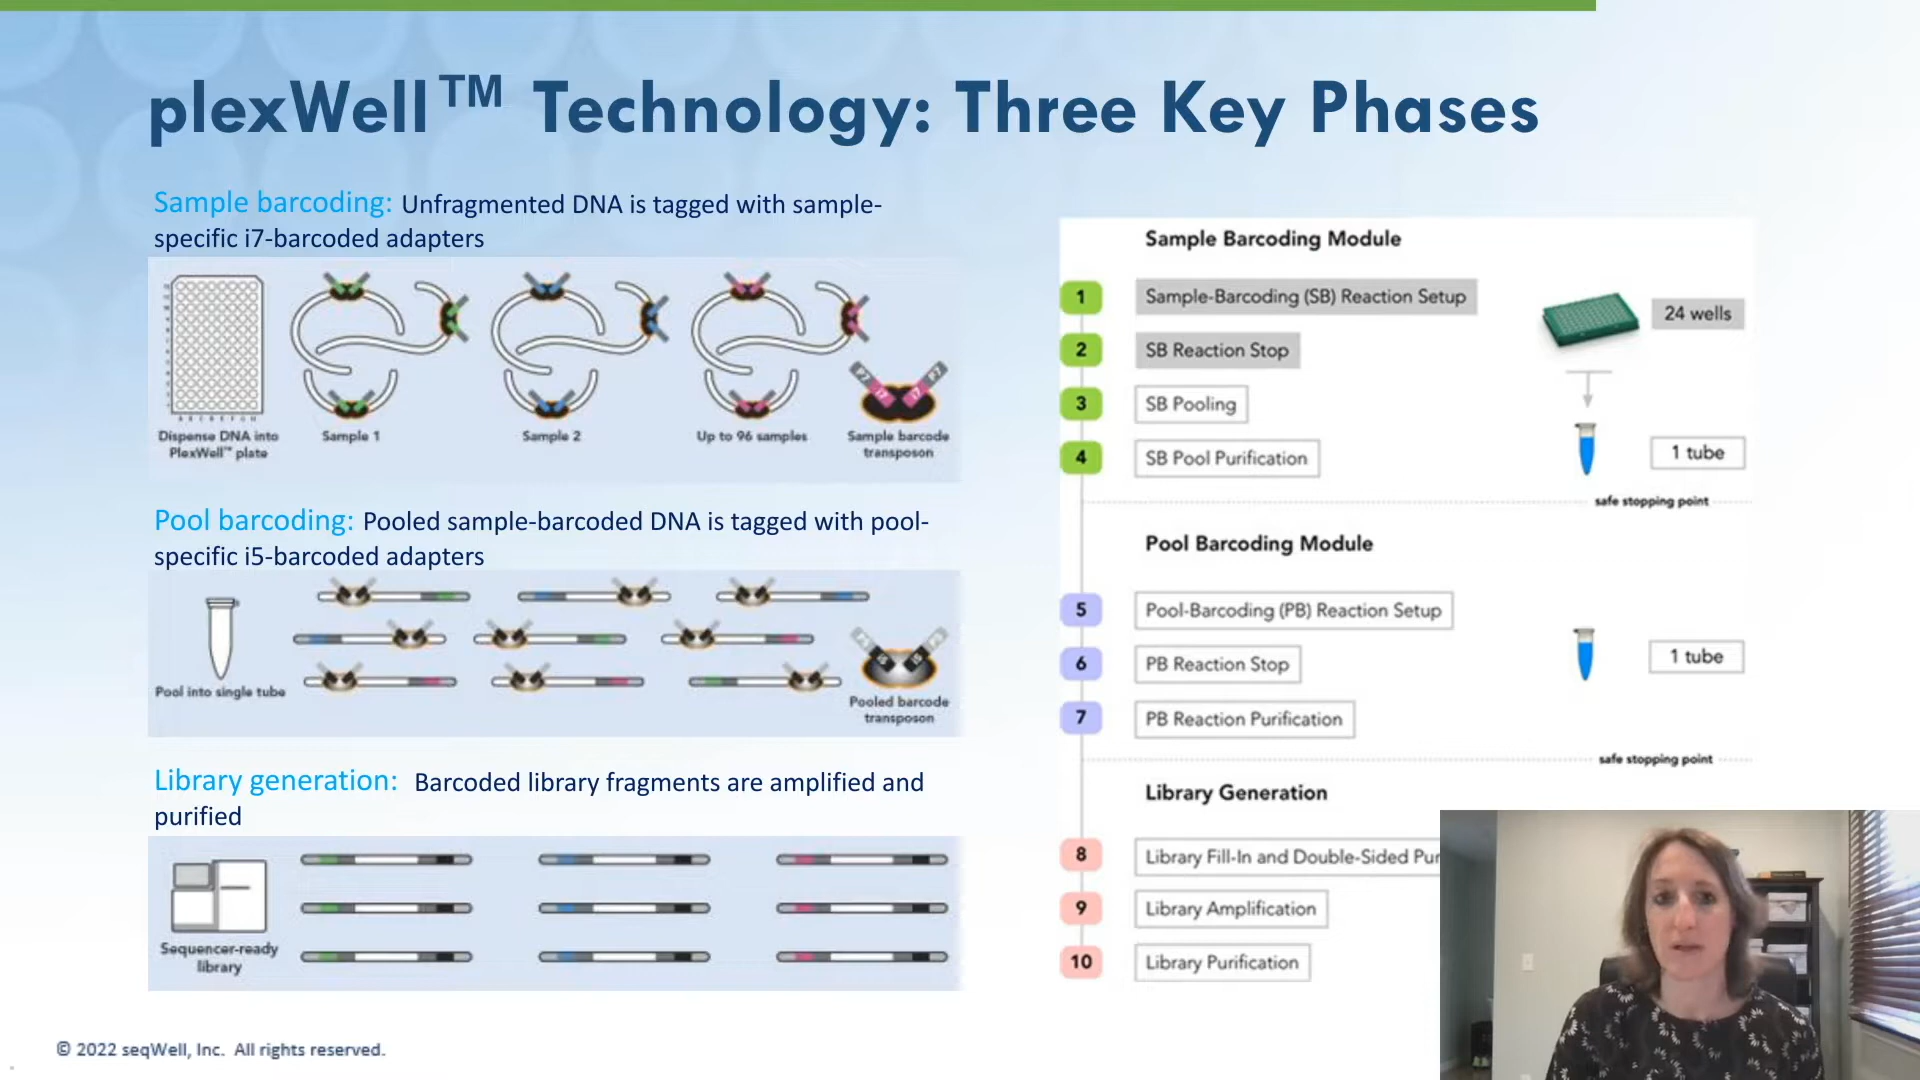 plexWell™ Technology: Three Key Phases
Sample barcoding: Unfragmented DNA is tagged with sample-
specific i7-barcoded adapters
Dispense DNA into
PlexWell™ plate
Sample 1
Sample 2
Up to 96 samples
P7
i7
i7
P7
Sample barcode
transposon
Pool barcoding: Pooled sample-barcoded DNA is tagged with pool-
specific i5-barcoded adapters
Pool into single tube
Pooled barcode
transposon
Library generation: Barcoded library fragments are amplified and
purified
Sequencer-ready
library
Sample Barcoding Module
1 Sample-Barcoding (SB) Reaction Setup
24 wells
2 SB Reaction Stop
3 SB Pooling
4 SB Pool Purification
1 tube
safe stopping point
Pool Barcoding Module
5 Pool-Barcoding (PB) Reaction Setup
6 PB Reaction Stop
1 tube
7 PB Reaction Purification
safe stopping point
Library Generation
8 Library Fill-In and Double-Sided Pur
9 Library Amplification
10 Library Purification
© 2022 seqWell, Inc. All rights reserved.